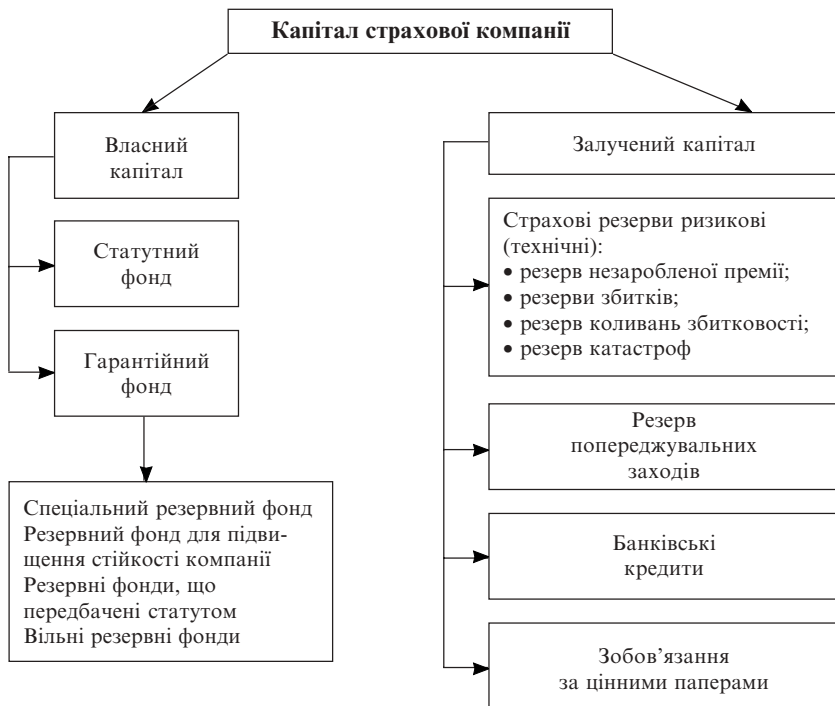 Капітал страхової компанії
Власний
капітал
Статутний
фонд
Гарантійний
фонд
Спеціальний резервний фонд
Резервний фонд для підви-
щення стійкості компанії
Резервні фонди, що
передбачені статутом
Вільні резервні фонди
Залучений капітал
Страхові резерви ризикові
(технічні):
• резерв незаробленої премії;
• резерви збитків;
• резерв коливань збитковості;
• резерв катастроф
Резерв
попереджувальних
заходів
Банківські
кредити
Зобов’язання
за цінними паперами